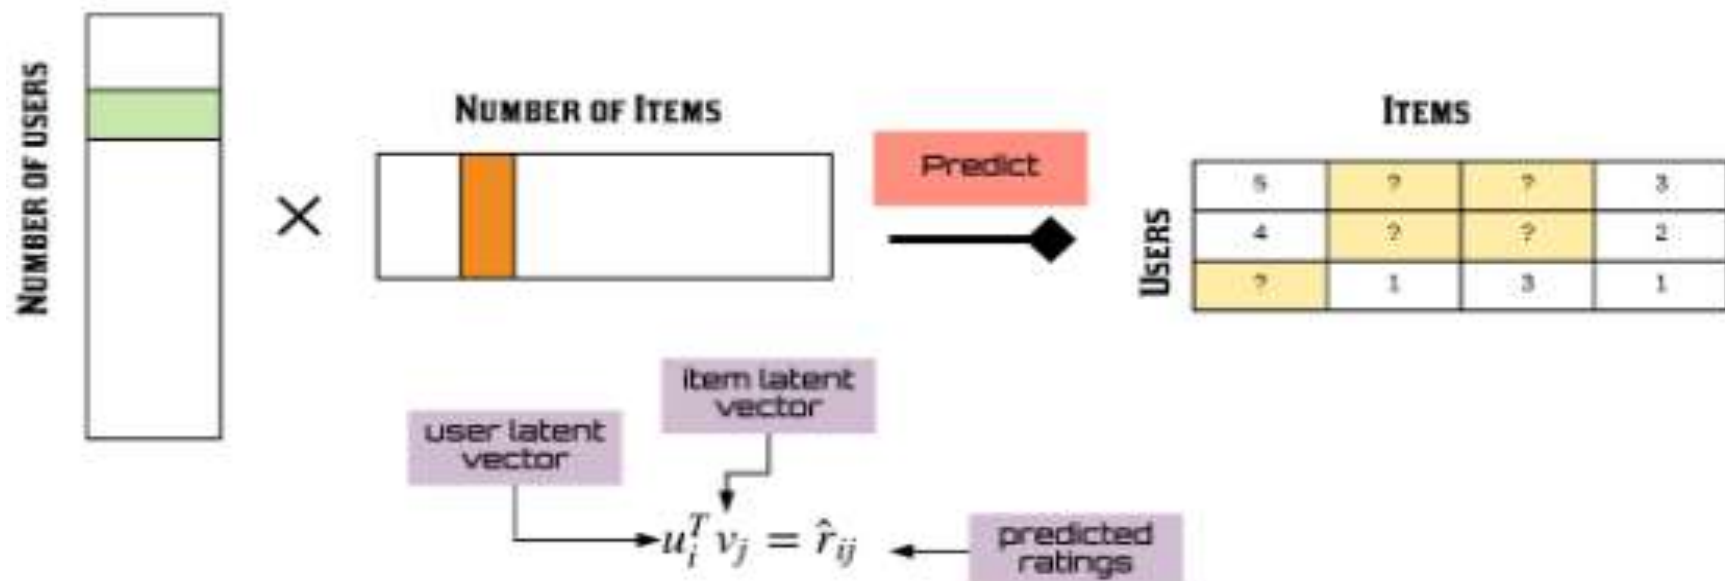 NUMBER OF USERS
NUMBER OF ITEMS
Predict
ITEMS
USERS
5 ? ? 3
4 ? ? 2
? 1 3 1
item latent
vector
user latent
vector
u_i^T v_j = r̂_ij
predicted
ratings